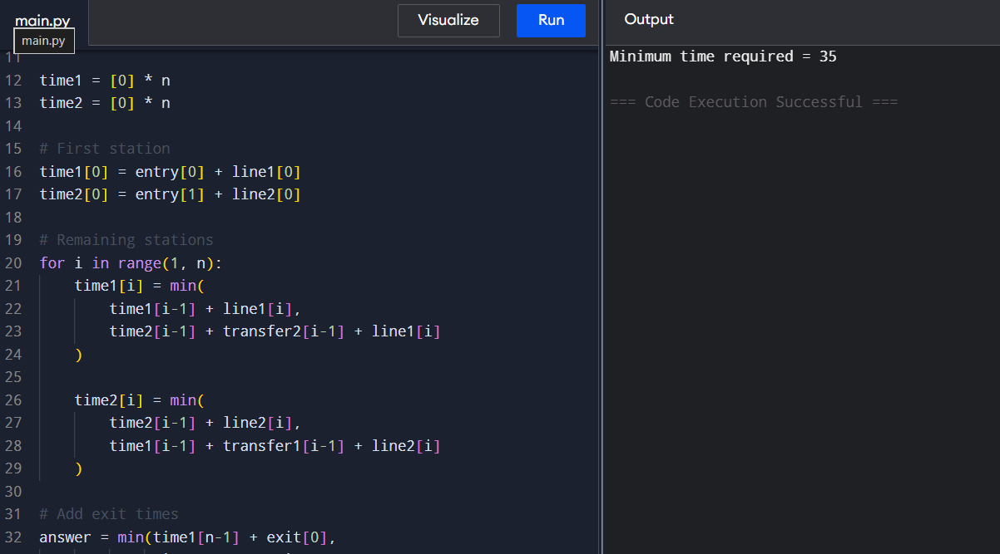 main.py
main.py
Visualize
Run
Output
11
12 time1 = [0] * n
13 time2 = [0] * n
14
15 # First station
16 time1[0] = entry[0] + line1[0]
17 time2[0] = entry[1] + line2[0]
18
19 # Remaining stations
20 for i in range(1, n):
21     time1[i] = min(
22         time1[i-1] + line1[i],
23         time2[i-1] + transfer2[i-1] + line1[i]
24     )
25
26     time2[i] = min(
27         time2[i-1] + line2[i],
28         time1[i-1] + transfer1[i-1] + line2[i]
29     )
30
31 # Add exit times
32 answer = min(time1[n-1] + exit[0],
Minimum time required = 35
=== Code Execution Successful ===